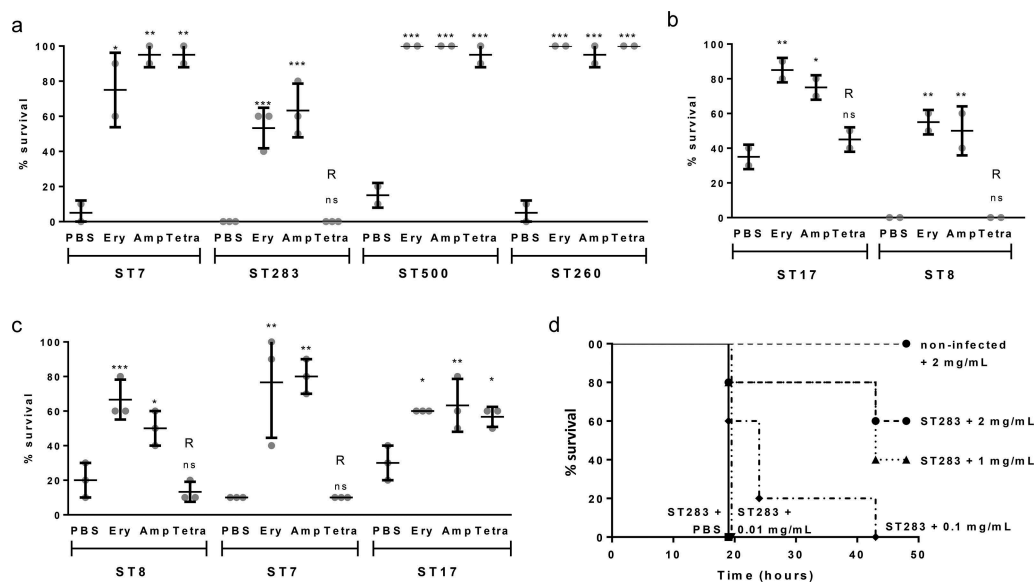 a
% survival
100
80
60
40
20
0
* ** ** *** *** R ns *** *** *** *** *** ***
PBS Ery Amp Tetra PBS Ery Amp Tetra PBS Ery Amp Tetra PBS Ery Amp Tetra
ST7 ST283 ST500 ST260
b
% survival
100
80
60
40
20
0
** * R ns ** ** R ns
PBS Ery Amp Tetra PBS Ery Amp Tetra
ST17 ST8
c
% survival
100
80
60
40
20
0
*** * R ns ** ** R ns * ** *
PBS Ery Amp Tetra PBS Ery Amp Tetra PBS Ery Amp Tetra
ST8 ST7 ST17
d
% survival
00
80
60
40
20
0
non-infected
+ 2 mg/mL
ST283 + 2 mg/mL
ST283 + 1 mg/mL
ST283 + ST283 +
PBS 0.01 mg/mL
ST283 + 0.1 mg/mL
0 10 20 30 40 50
Time (hours)